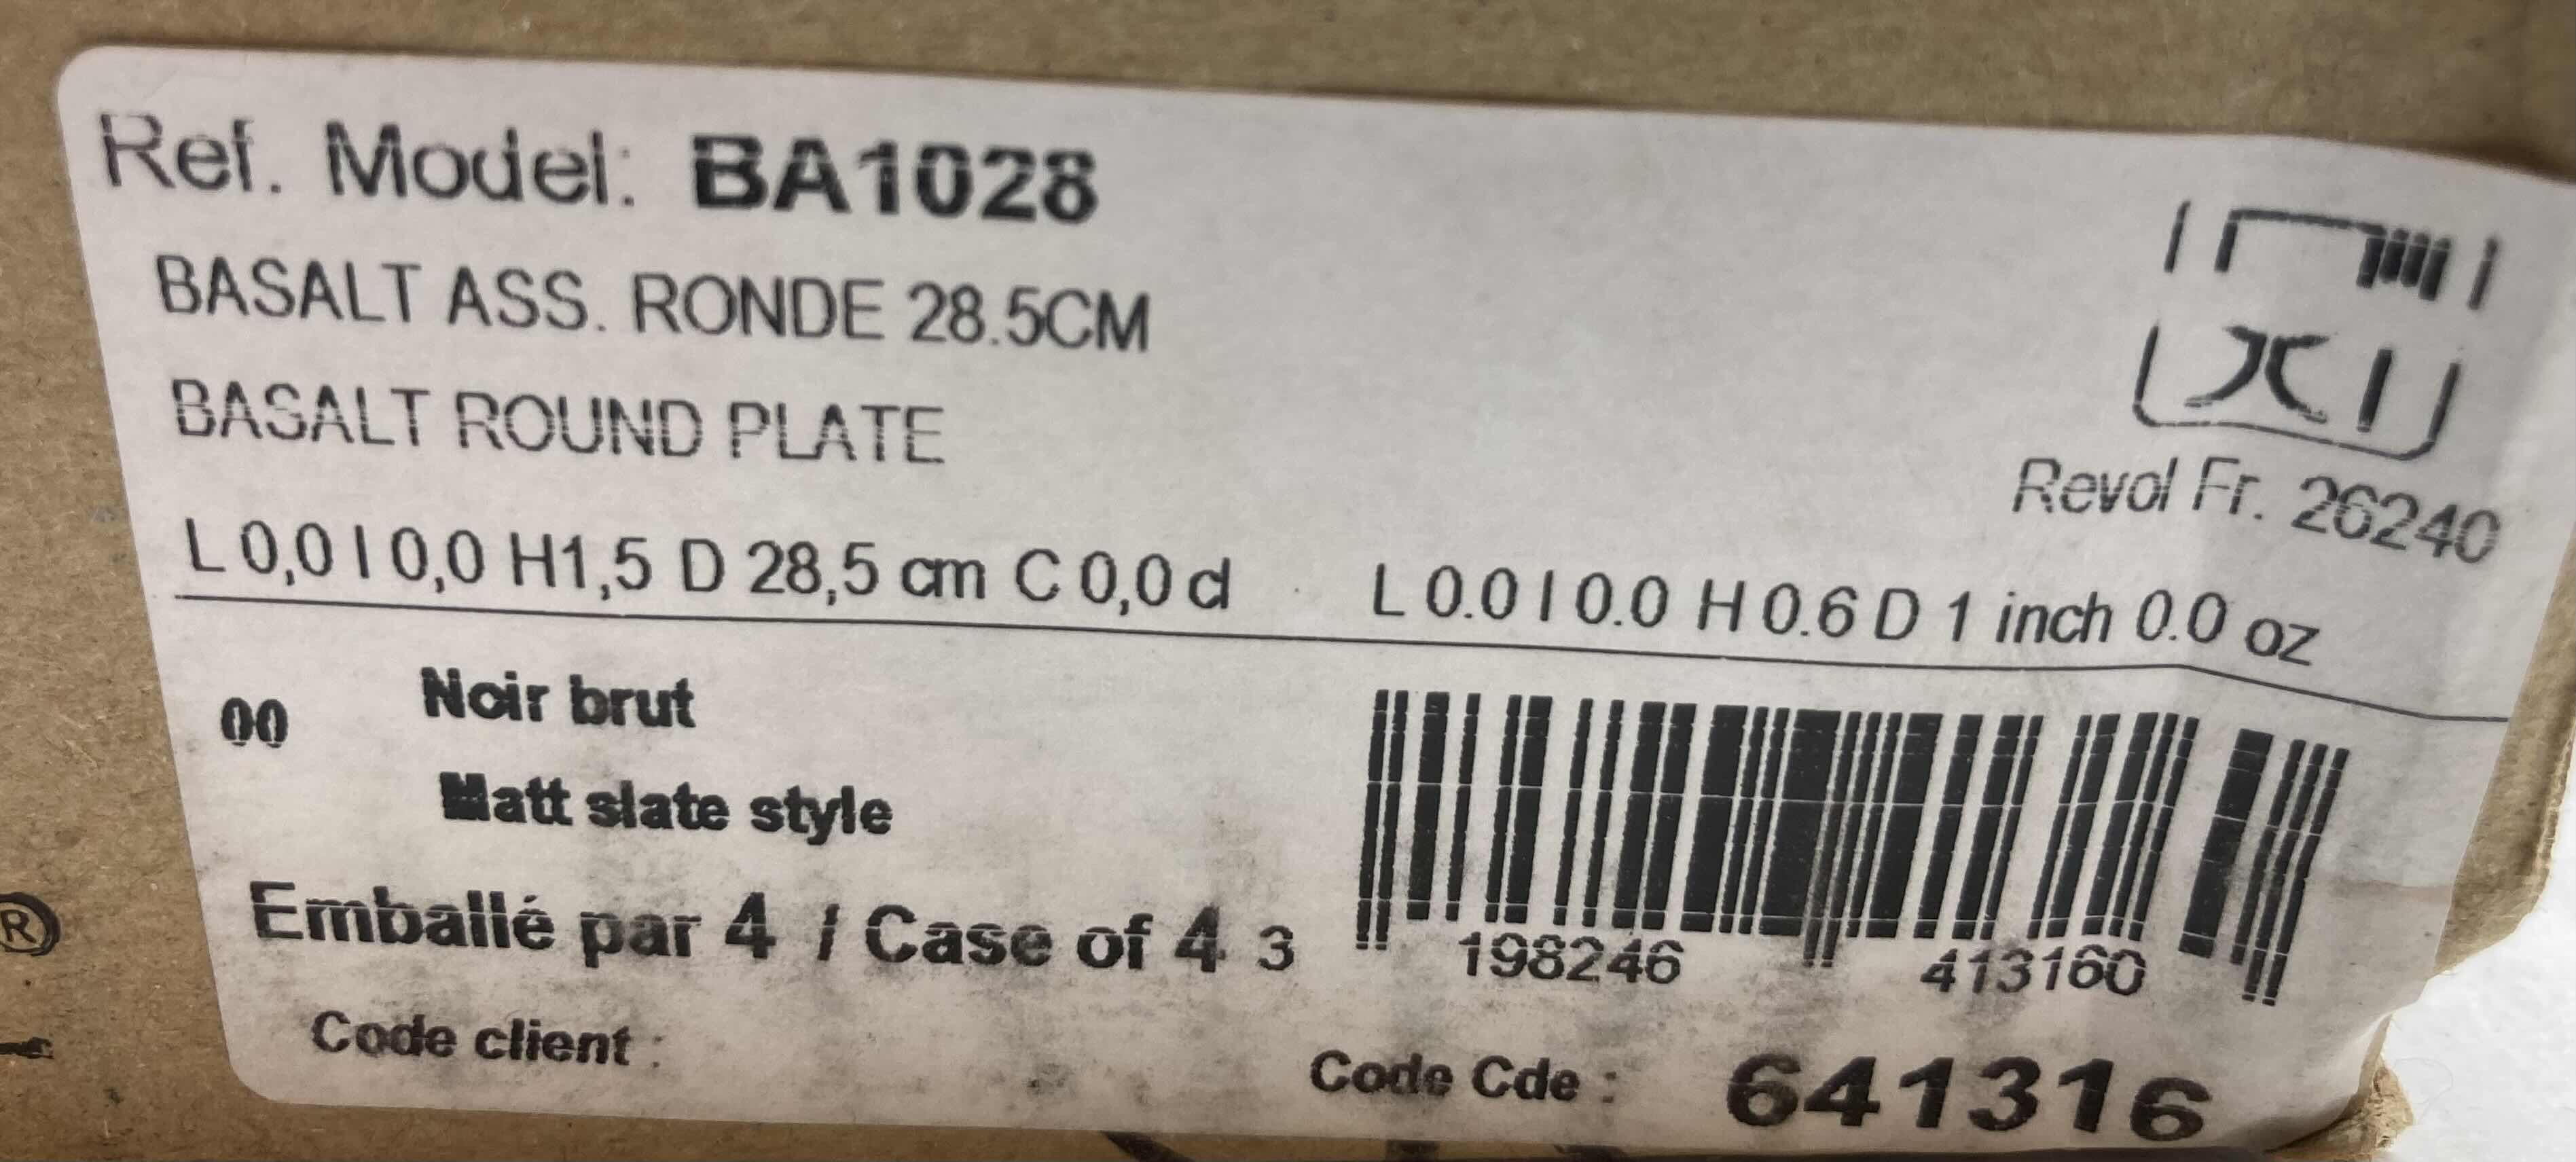 Ref. Model: BA1028
BASALT ASS. RONDE 28.5CM
BASALT ROUND PLATE
Revol Fr. 26240
L 0,0 l 0,0 H1,5 D 28,5 cm C 0,0 cl
L 0.0 l 0.0 H 0.6 D 1 inch 0.0 oz
00
Noir brut
Matt slate style
Emballé par 4 / Case of 4
3 198246 413160
Code client :
Code Cde : 641316
®